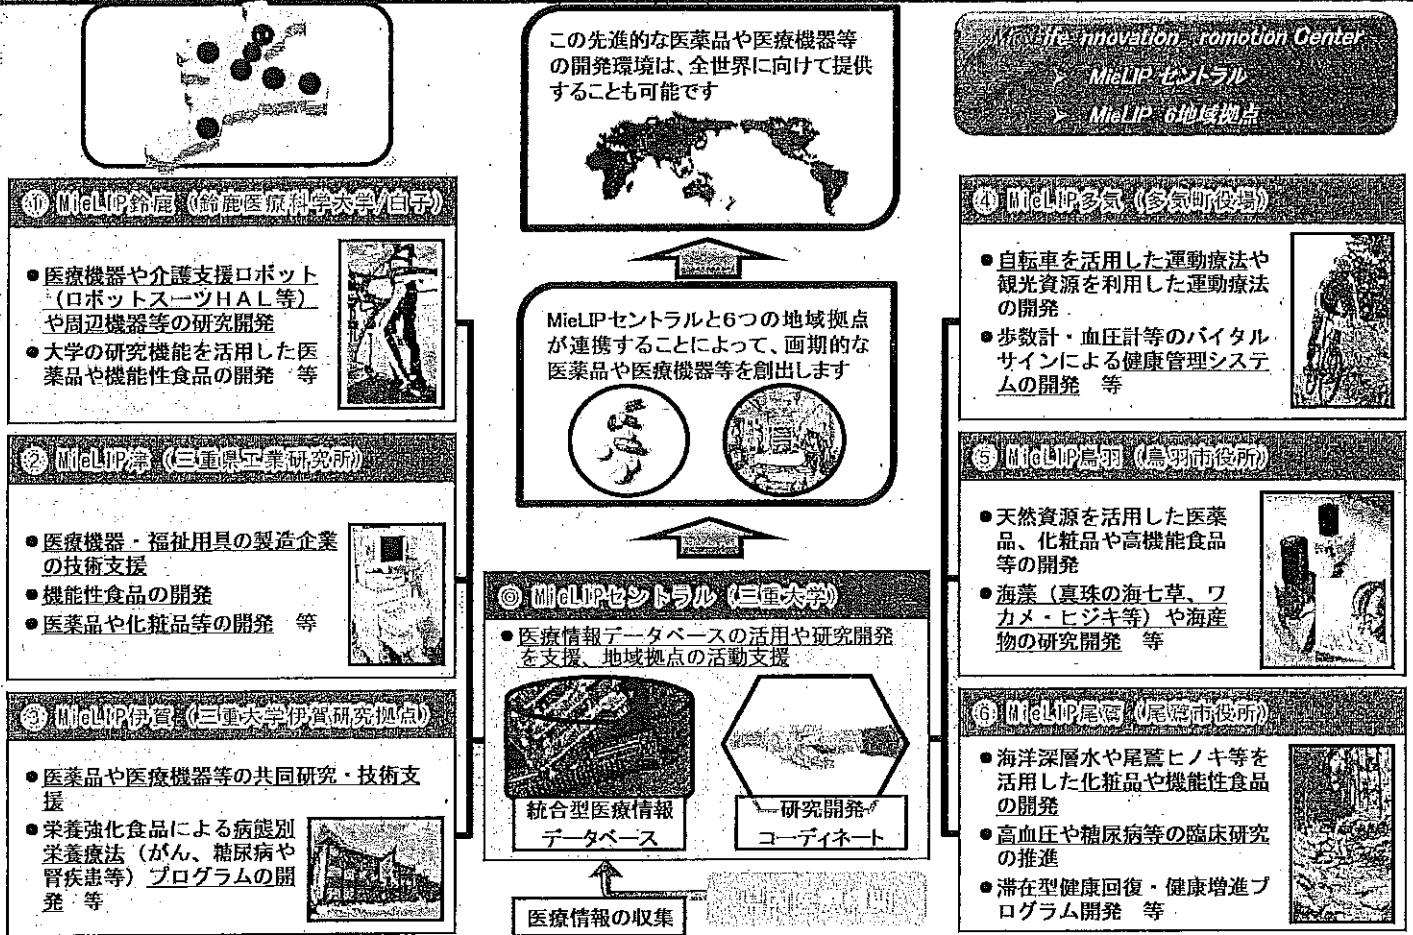 この先進的な医薬品や医療機器等
の開発環境は、全世界に向けて提供
することも可能です
MieLIP セントラル
MieLIP 6地域拠点
① MieLIP鈴鹿 (鈴鹿医療科学大学/白子)
● 医療機器や介護支援ロボット
(ロボットスーツHAL等)
や周辺機器等の研究開発
● 大学の研究機能を活用した医
薬品や機能性食品の開発 等
② MieLIP津 (三重県工業研究所)
● 医療機器・福祉用具の製造企業
の技術支援
● 機能性食品の開発
● 医薬品や化粧品等の開発 等
③ MieLIP伊賀 (三重大学伊賀研究拠点)
● 医薬品や医療機器等の共同研究・技術支
援
● 栄養強化食品による病態別
栄養療法(がん、糖尿病や
腎疾患等)プログラムの開
発 等
MieLIPセントラルと6つの地域拠点
が連携することによって、画期的な
医薬品や医療機器等を創出します
◎ MieLIPセントラル (三重大学)
● 医療情報データベースの活用や研究開発
を支援、地域拠点の活動支援
統合型医療情報
データベース
研究開発
コーディネート
医療情報の収集
④ MieLIP多気 (多気町役場)
● 自転車を活用した運動療法や
観光資源を利用した運動療法
の開発
● 歩数計・血圧計等のバイタル
サインによる健康管理システ
ムの開発 等
⑤ MieLIP鳥羽 (鳥羽市役所)
● 天然資源を活用した医薬
品、化粧品や高機能食品
等の開発
● 海藻(真珠の海七草、ワ
カメ・ヒジキ等)や海産
物の研究開発 等
⑥ MieLIP尾鷲 (尾鷲市役所)
● 海洋深層水や尾鷲ヒノキ等を
活用した化粧品や機能性食品
の開発
● 高血圧や糖尿病等の臨床研究
の推進
● 滞在型健康回復・健康増進プ
ログラム開発 等